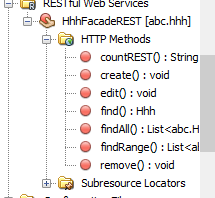 RESTful Web Services
HhhFacadeREST [abc.hhh]
HTTP Methods
countREST() : String
create() : void
edit() : void
find() : Hhh
findAll() : List<abc.H
findRange() : List<al
remove() : void
Subresource Locators